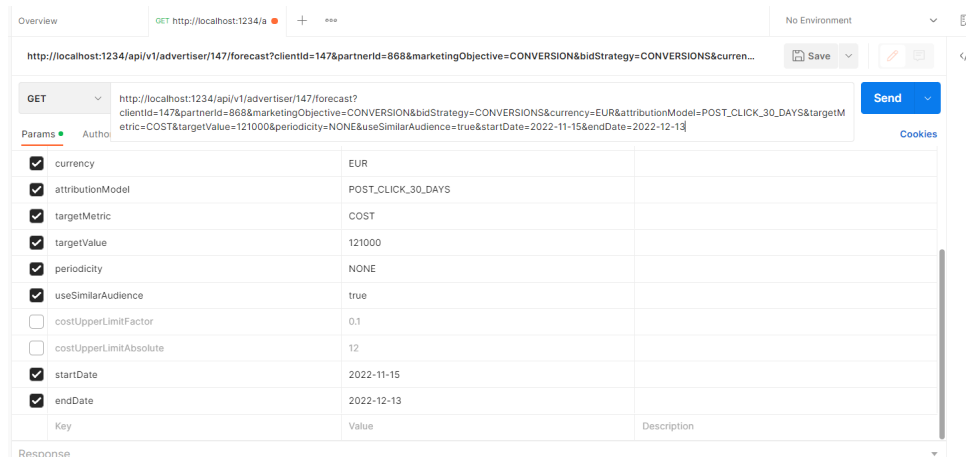 Overview
GET http://localhost:1234/a
No Environment
http://localhost:1234/api/v1/advertiser/147/forecast?clientId=147&partnerId=868&marketingObjective=CONVERSION&bidStrategy=CONVERSIONS&curren...
Save
GET
http://localhost:1234/api/v1/advertiser/147/forecast?
clientId=147&partnerId=868&marketingObjective=CONVERSION&bidStrategy=CONVERSIONS&currency=EUR&attributionModel=POST_CLICK_30_DAYS&targetM
etric=COST&targetValue=121000&periodicity=NONE&useSimilarAudience=true&startDate=2022-11-15&endDate=2022-12-13
Send
Params
Autho
Cookies
currency EUR
attributionModel POST_CLICK_30_DAYS
targetMetric COST
targetValue 121000
periodicity NONE
useSimilarAudience true
costUpperLimitFactor 0.1
costUpperLimitAbsolute 12
startDate 2022-11-15
endDate 2022-12-13
Key Value Description
Response